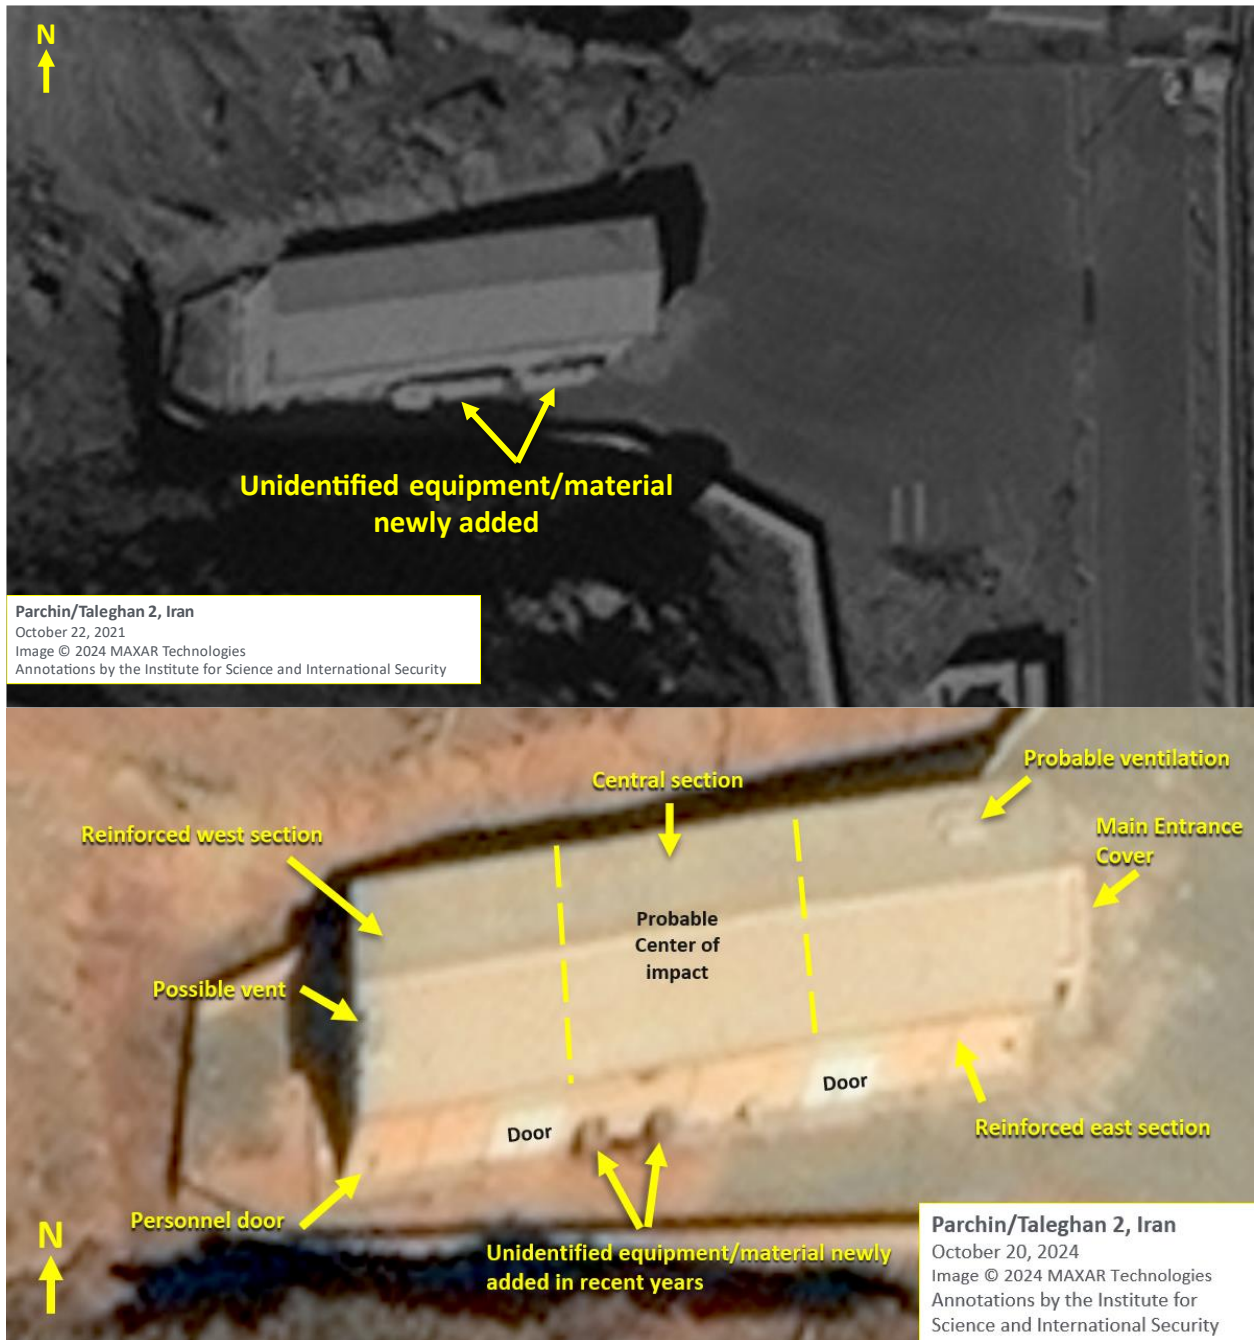 N
Unidentified equipment/material
newly added
Parchin/Taleghan 2, Iran
October 22, 2021
Image © 2024 MAXAR Technologies
Annotations by the Institute for Science and International Security
Central section
Probable ventilation
Reinforced west section
Main Entrance
Cover
Probable
Center of
impact
Possible vent
Door
Door
Reinforced east section
Personnel door
N
Unidentified equipment/material newly
added in recent years
Parchin/Taleghan 2, Iran
October 20, 2024
Image © 2024 MAXAR Technologies
Annotations by the Institute for
Science and International Security